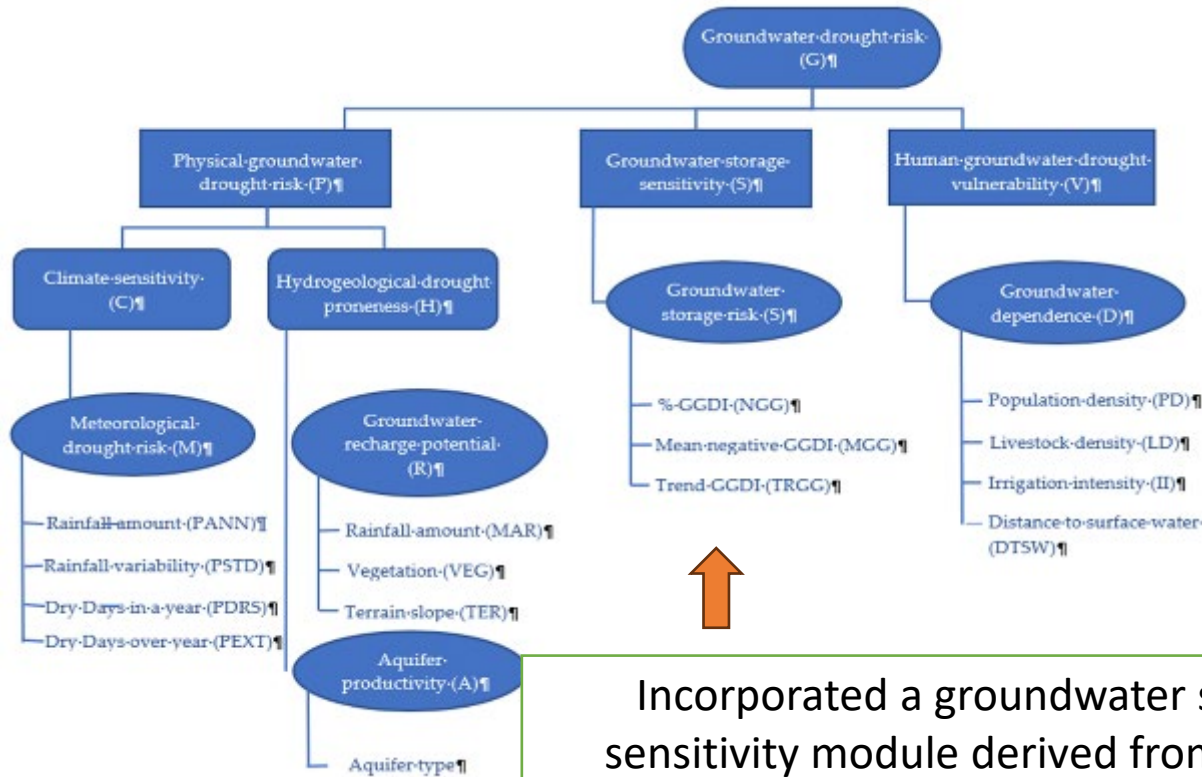 Groundwater·drought·risk·
(G)¶
Physical·groundwater·
drought·risk·(P)¶
Groundwater·storage·
sensitivity·(S)¶
Human·groundwater·drought·
vulnerability·(V)¶
Climate·sensitivity·
(C)¶
Hydrogeological·drought·
proneness·(H)¶
Groundwater·
storage·risk·(S)¶
Groundwater·
dependence·(D)¶
Meteorological·
drought·risk·(M)¶
Rainfall·amount·(PANN)¶
Rainfall·variability·(PSTD)¶
Dry·Days·in·a·year·(PDRS)¶
Dry·Days·over·year·(PEXT)¶
Groundwater·
recharge·potential·
(R)¶
Rainfall·amount·(MAR)¶
Vegetation·(VEG)¶
Terrain·slope·(TER)¶
Aquifer·
productivity·(A)¶
Aquifer·type¶
%·GGDI·(NGG)¶
Mean·negative·GGDI·(MGG)¶
Trend·GGDI·(TRGG)¶
Population·density·(PD)¶
Livestock·density·(LD)¶
Irrigation·intensity·(II)¶
Distance·to·surface·water·
(DTSW)¶
Incorporated a groundwater
sensitivity module derived from